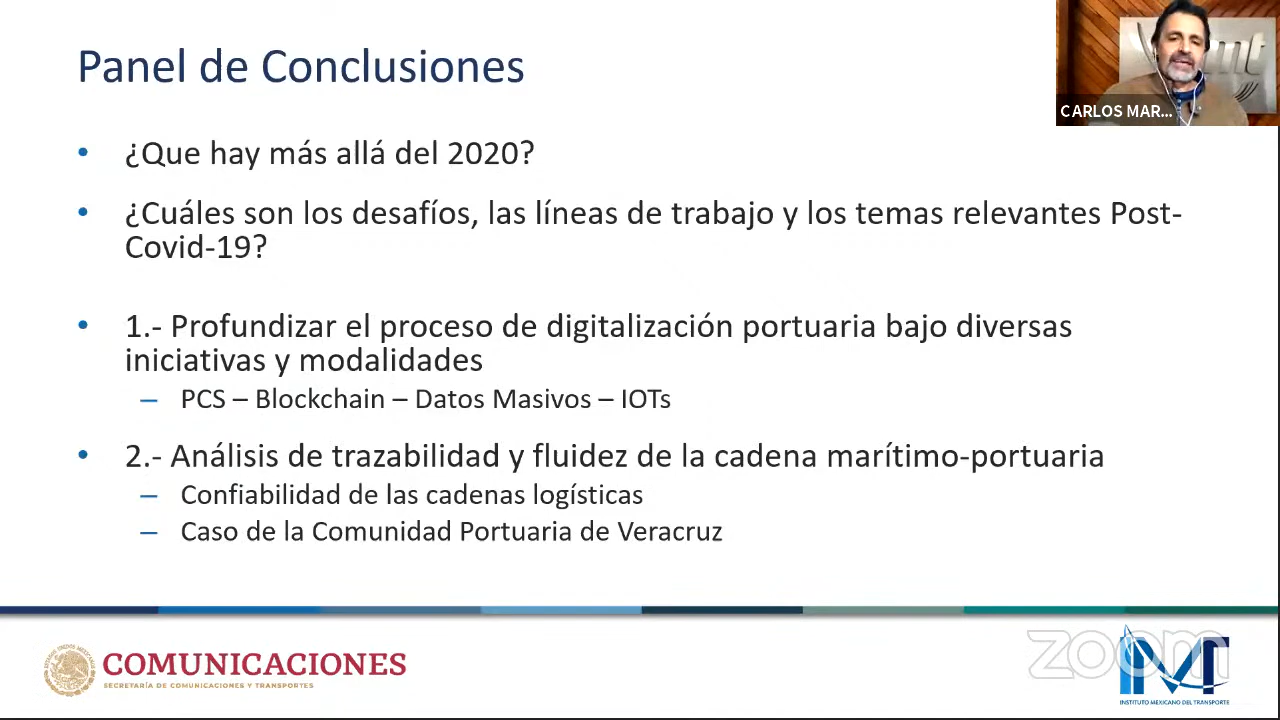 Panel de Conclusiones
imt
CARLOS MAR...
• ¿Que hay más allá del 2020?
• ¿Cuáles son los desafíos, las líneas de trabajo y los temas relevantes Post-
Covid-19?
• 1.- Profundizar el proceso de digitalización portuaria bajo diversas
iniciativas y modalidades
– PCS – Blockchain – Datos Masivos – IOTs
• 2.- Análisis de trazabilidad y fluidez de la cadena marítimo-portuaria
– Confiabilidad de las cadenas logísticas
– Caso de la Comunidad Portuaria de Veracruz
COMUNICACIONES
SECRETARÍA DE COMUNICACIONES Y TRANSPORTES
zoom
IMT
INSTITUTO MEXICANO DEL TRANSPORTE